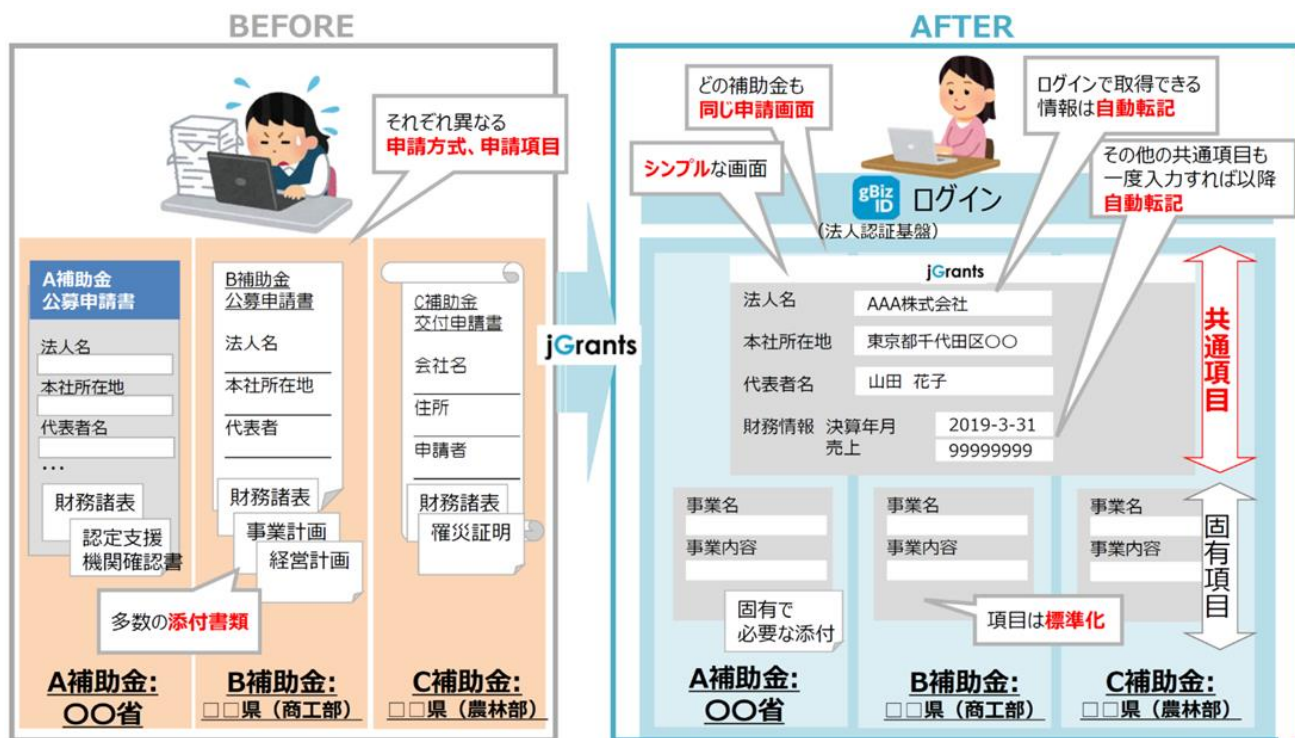 BEFORE
それぞれ異なる
申請方式、申請項目
A補助金
公募申請書
法人名
本社所在地
代表者名
...
財務諸表
認定支援
機関確認書
B補助金
公募申請書
法人名
本社所在地
代表者
財務諸表
事業計画
経営計画
C補助金
交付申請書
会社名
住所
申請者
財務諸表
罹災証明
多数の添付書類
A補助金:
〇〇省
B補助金:
□□県（商工部）
C補助金:
□□県（農林部）
jGrants
AFTER
どの補助金も
同じ申請画面
シンプルな画面
ログインで取得できる
情報は自動転記
その他の共通項目も
一度入力すれば以降
自動転記
gBiz
ID
ログイン
(法人認証基盤)
jGrants
法人名
AAA株式会社
本社所在地
東京都千代田区〇〇
代表者名
山田 花子
財務情報 決算年月
2019-3-31
売上
99999999
共通項目
事業名
事業内容
固有で
必要な添付
事業名
事業内容
事業名
事業内容
項目は標準化
固有項目
A補助金:
〇〇省
B補助金:
□□県（商工部）
C補助金:
□□県（農林部）